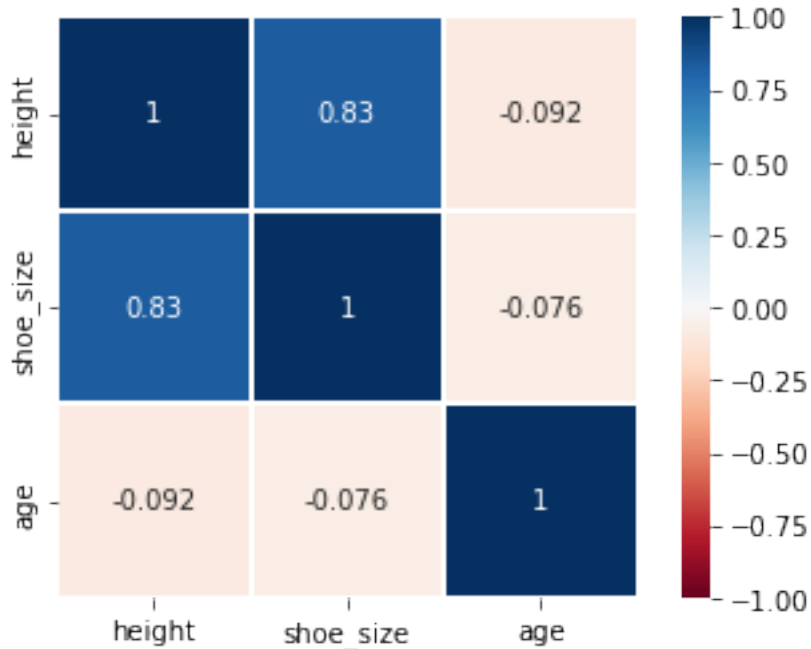 height 1 0.83 -0.092
shoe_size 0.83 1 -0.076
age -0.092 -0.076 1
height shoe_size age
1.00
0.75
0.50
0.25
0.00
−0.25
−0.50
−0.75
−1.00